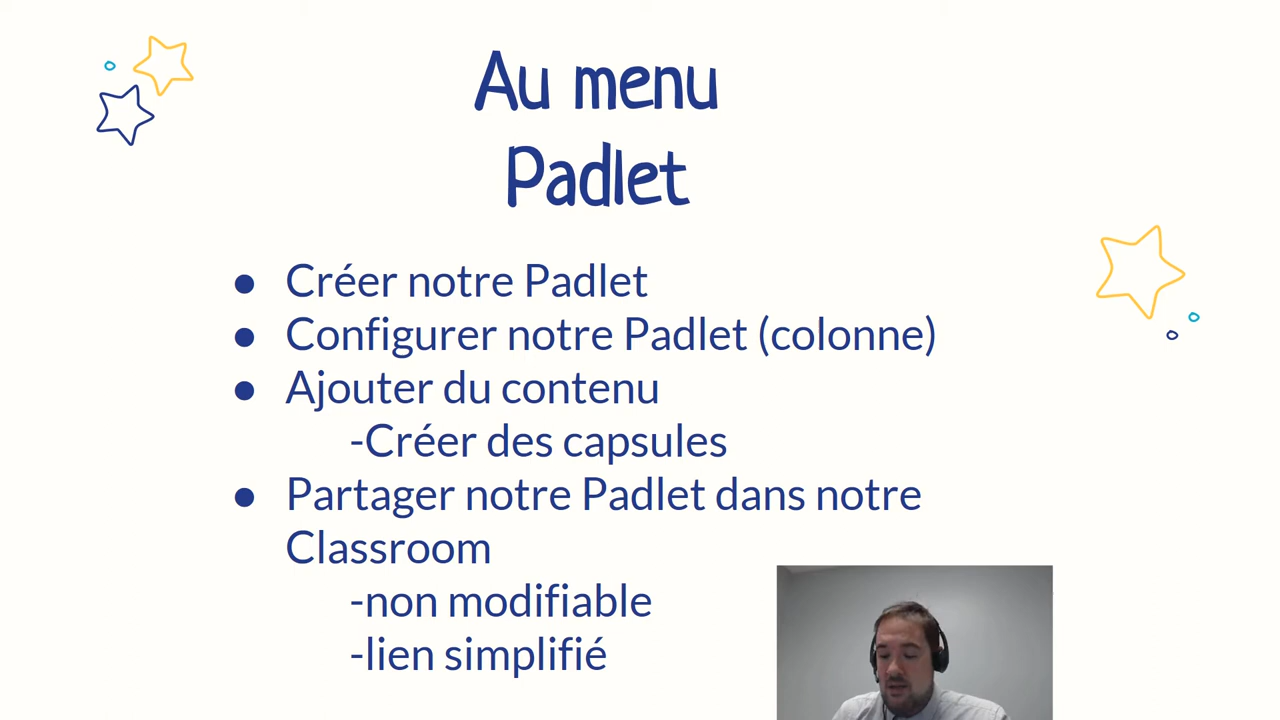 Au menu
Padlet
● Créer notre Padlet
● Configurer notre Padlet (colonne)
● Ajouter du contenu
-Créer des capsules
● Partager notre Padlet dans notre
Classroom
-non modifiable
-lien simplifié